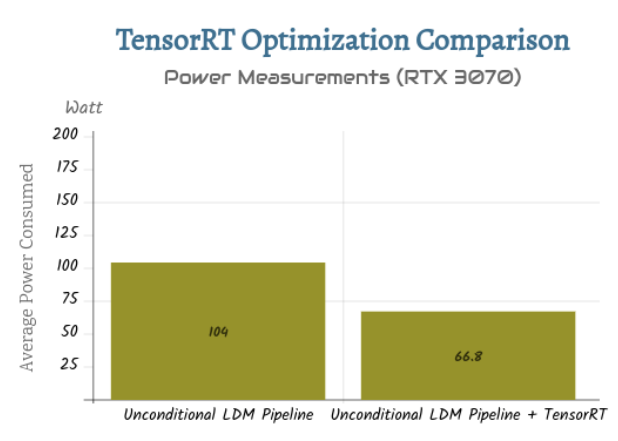 TensorRT Optimization Comparison
Power Measurements (RTX 3070)
Watt
200
175
150
125
100
75
50
25
Average Power Consumed
104
66.8
Unconditional LDM Pipeline
Unconditional LDM Pipeline + TensorRT